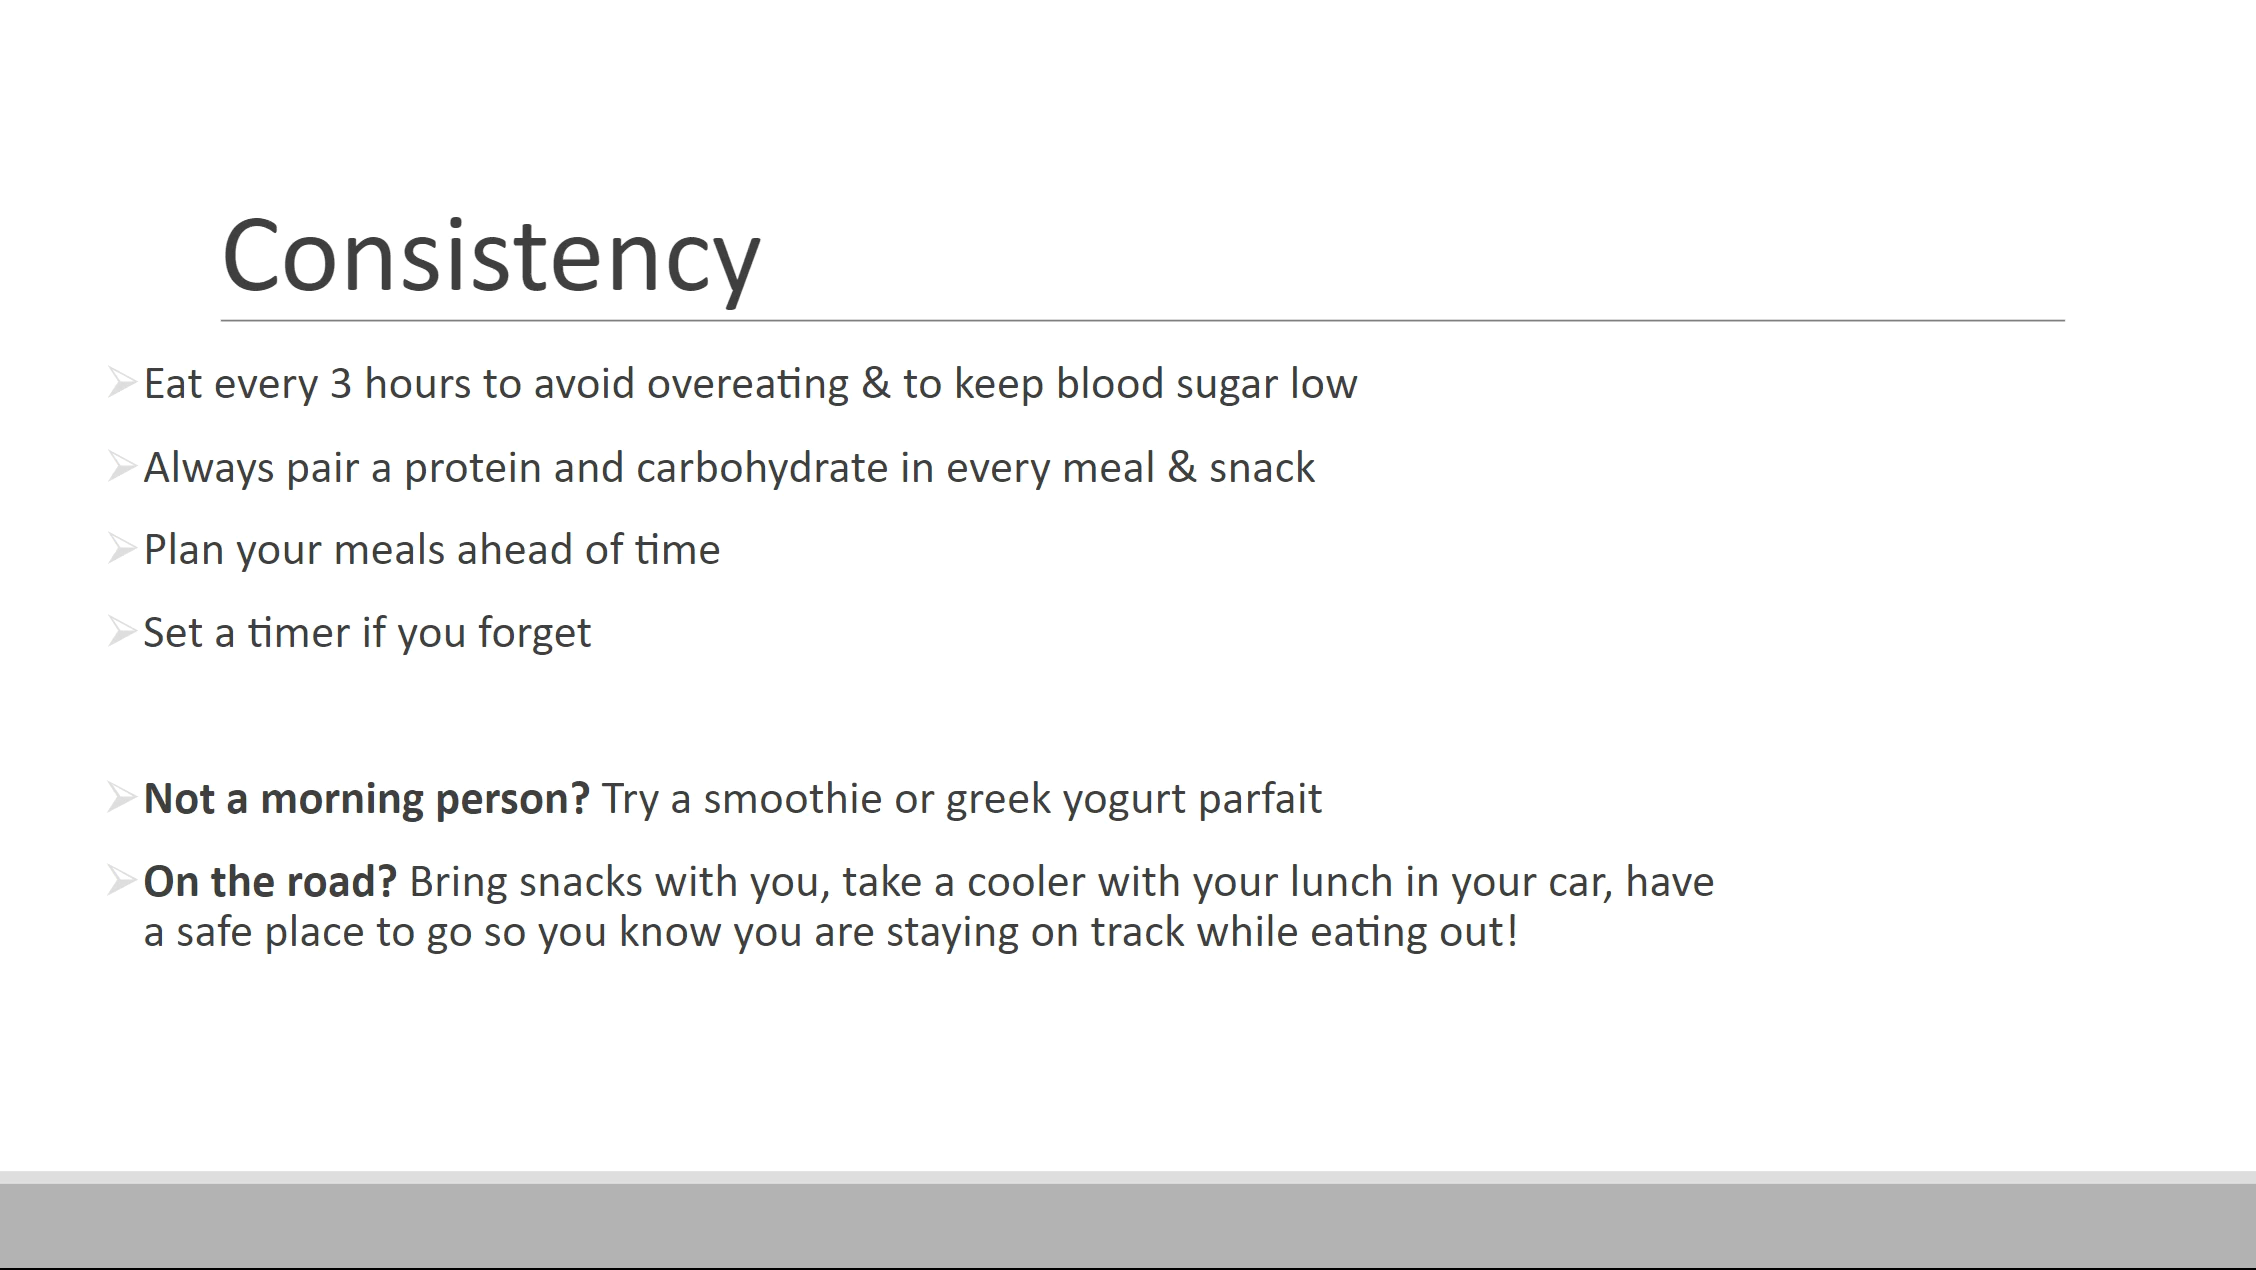 Consistency
Eat every 3 hours to avoid overeating & to keep blood sugar low
Always pair a protein and carbohydrate in every meal & snack
Plan your meals ahead of time
Set a timer if you forget
Not a morning person? Try a smoothie or greek yogurt parfait
On the road? Bring snacks with you, take a cooler with your lunch in your car, have
a safe place to go so you know you are staying on track while eating out!